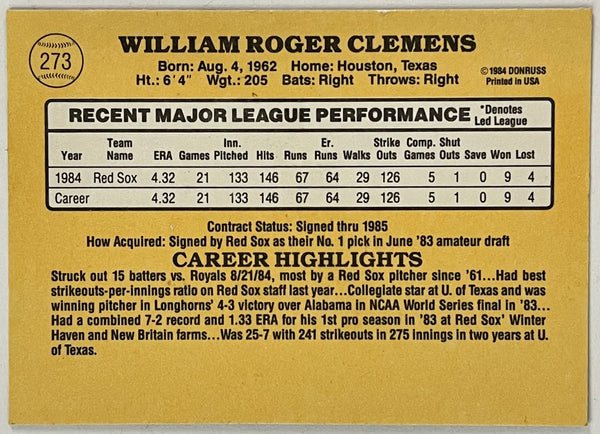 273
WILLIAM ROGER CLEMENS
Born: Aug. 4, 1962 Home: Houston, Texas
Ht.: 6'4" Wgt.: 205 Bats: Right Throws: Right
©1984 DONRUSS
Printed in USA
RECENT MAJOR LEAGUE PERFORMANCE *Denotes
Led League
Team Inn. Er. Strike Comp. Shut
Year Name ERA Games Pitched Hits Runs Runs Walks Outs Games Outs Save Won Lost
1984 Red Sox 4.32 21 133 146 67 64 29 126 5 1 0 9 4
Career 4.32 21 133 146 67 64 29 126 5 1 0 9 4
Contract Status: Signed thru 1985
How Acquired: Signed by Red Sox as their No. 1 pick in June '83 amateur draft
CAREER HIGHLIGHTS
Struck out 15 batters vs. Royals 8/21/84, most by a Red Sox pitcher since '61...Had best
strikeouts-per-innings ratio on Red Sox staff last year...Collegiate star at U. of Texas and was
winning pitcher in Longhorns' 4-3 victory over Alabama in NCAA World Series final in '83...
Had a combined 7-2 record and 1.33 ERA for his 1st pro season in '83 at Red Sox' Winter
Haven and New Britain farms...Was 25-7 with 241 strikeouts in 275 innings in two years at U.
of Texas.